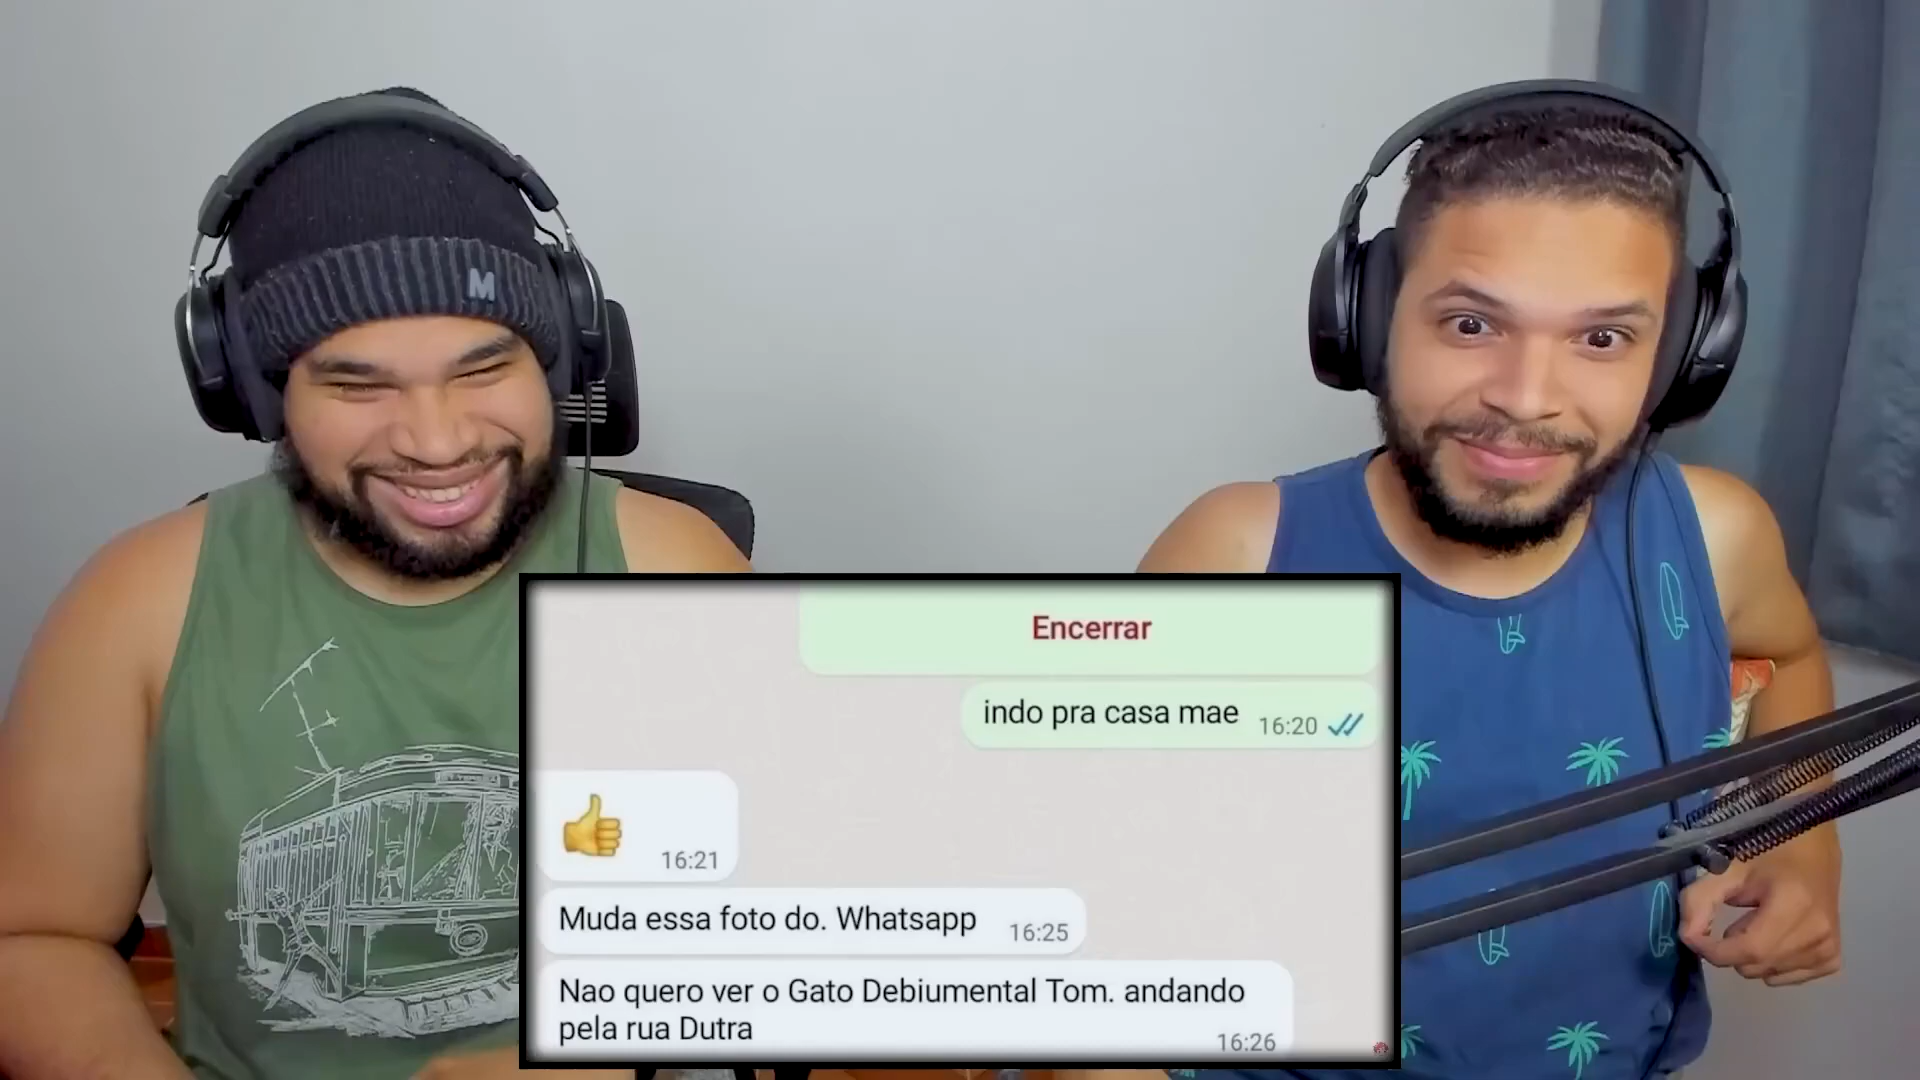 M
Encerrar
indo pra casa mae 16:20
👍 16:21
Muda essa foto do. Whatsapp 16:25
Nao quero ver o Gato Debiumental Tom. andando
pela rua Dutra 16:26